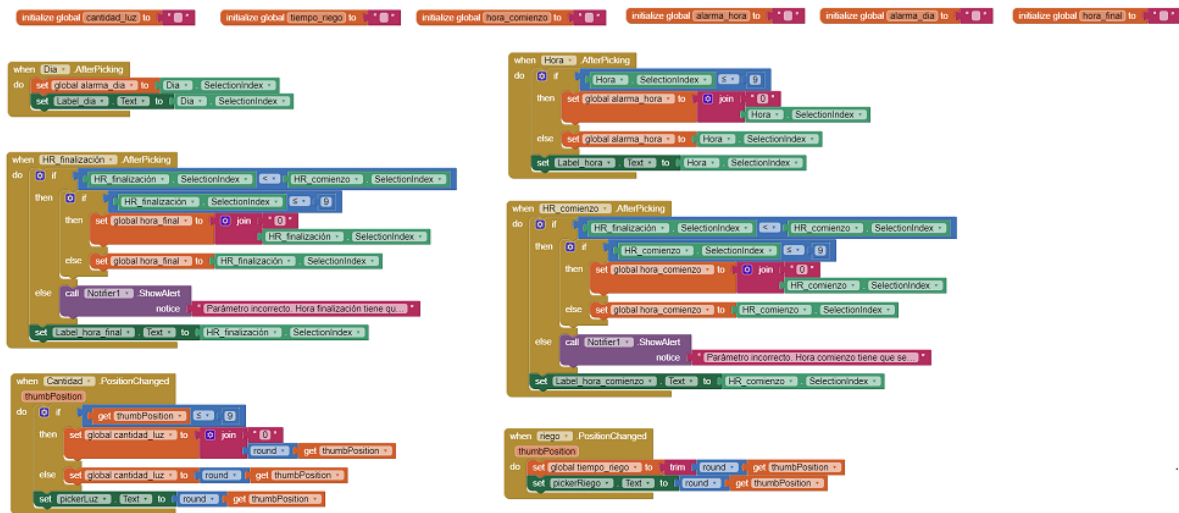 initialize global cantidad_luz to " "
initialize global tiempo_riego to " "
initialize global hora_comienzo to " "
initialize global alarma_hora to " "
initialize global alarma_dia to " "
initialize global hora_final to " "
when Dia .AfterPicking
do set global alarma_dia to Dia . SelectionIndex
set Label_dia . Text to Dia . SelectionIndex
when Hora .AfterPicking
do if Hora . SelectionIndex ≤ 9
then set global alarma_hora to join " 0 "
Hora . SelectionIndex
else set global alarma_hora to Hora . SelectionIndex
set Label_hora . Text to Hora . SelectionIndex
when HR_finalización .AfterPicking
do if HR_finalización . SelectionIndex < HR_comienzo . SelectionIndex
then if HR_finalización . SelectionIndex ≤ 9
then set global hora_final to join " 0 "
HR_finalización . SelectionIndex
else set global hora_final to HR_finalización . SelectionIndex
else call Notifier1 .ShowAlert
notice " Parámetro incorrecto. Hora finalización tiene qu... "
set Label_hora_final . Text to HR_finalización . SelectionIndex
when HR_comienzo .AfterPicking
do if HR_finalización . SelectionIndex < HR_comienzo . SelectionIndex
then if HR_comienzo . SelectionIndex ≤ 9
then set global hora_comienzo to join " 0 "
HR_comienzo . SelectionIndex
else set global hora_comienzo to HR_comienzo . SelectionIndex
else call Notifier1 .ShowAlert
notice " Parámetro incorrecto. Hora comienzo tiene que se... "
set Label_hora_comienzo . Text to HR_comienzo . SelectionIndex
when Cantidad .PositionChanged
thumbPosition
do if get thumbPosition ≤ 9
then set global cantidad_luz to join " 0 "
round get thumbPosition
else set global cantidad_luz to round get thumbPosition
set pickerLuz . Text to round get thumbPosition
when riego .PositionChanged
thumbPosition
do set global tiempo_riego to trim round get thumbPosition
set pickerRiego . Text to round get thumbPosition